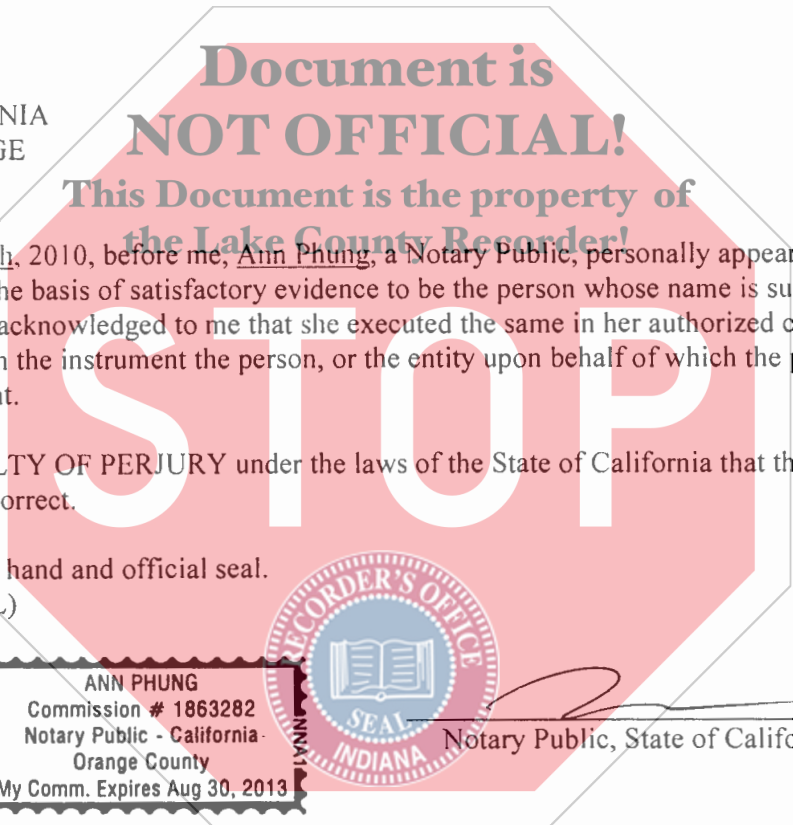 Document is
NOT OFFICIAL!
NIA
GE
This Document is the property of
the Lake County Recorder!
h, 2010, before me, Ann Phung, a Notary Public, personally appear
he basis of satisfactory evidence to be the person whose name is su
acknowledged to me that she executed the same in her authorized c
n the instrument the person, or the entity upon behalf of which the p
t.
STOP
LTY OF PERJURY under the laws of the State of California that th
orrect.
hand and official seal.
L)
RECORDER'S OFFICE
SEAL
INDIANA
ANN PHUNG
Commission # 1863282
Notary Public - California
Orange County
My Comm. Expires Aug 30, 2013
NNA1
Notary Public, State of Califo